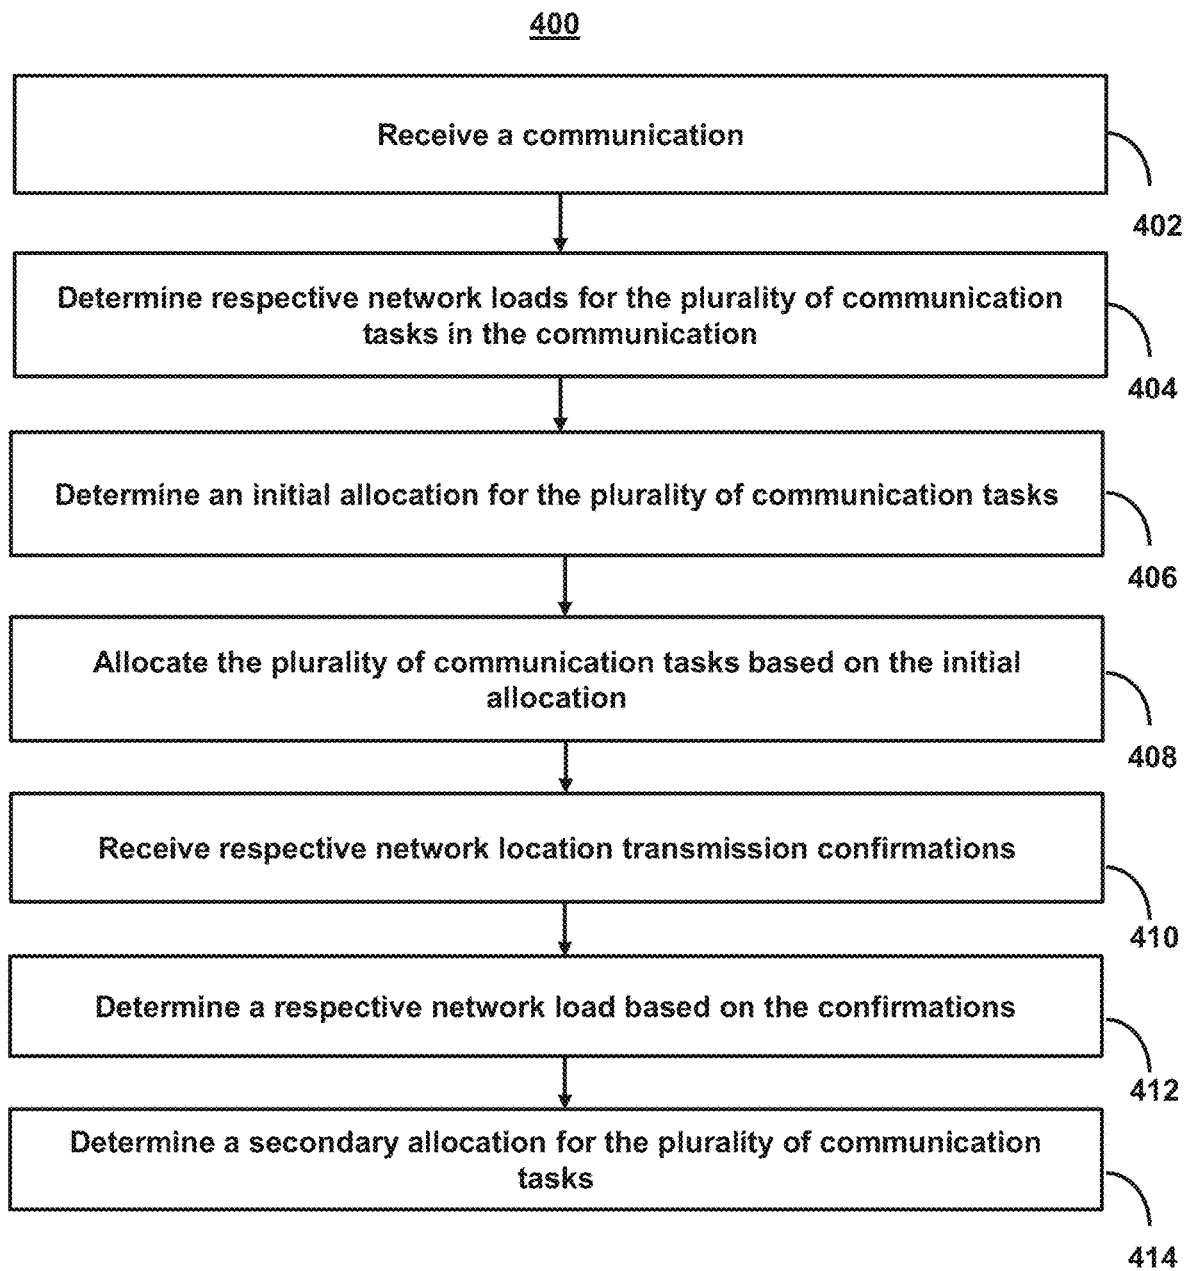 400
Receive a communication
402
Determine respective network loads for the plurality of communication
tasks in the communication
404
Determine an initial allocation for the plurality of communication tasks
406
Allocate the plurality of communication tasks based on the initial
allocation
408
Receive respective network location transmission confirmations
410
Determine a respective network load based on the confirmations
412
Determine a secondary allocation for the plurality of communication
tasks
414